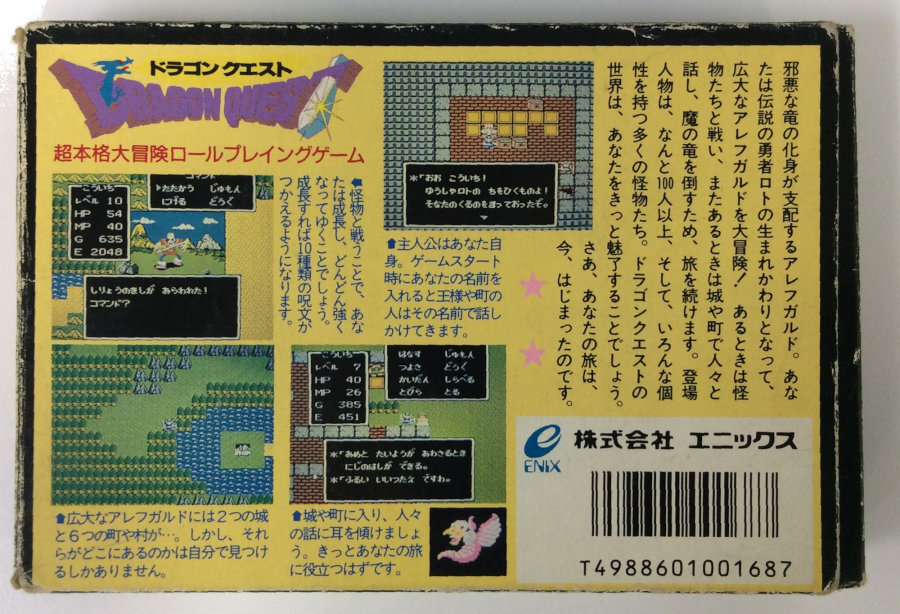 ドラゴン クエスト
DRAGON QUEST
超本格大冒険ロールプレイングゲーム
こういち
レベル 10
HP 54
MP 40
G 635
E 2048
コマンド
たたかう じゅもん
にげる どうぐ
しりょうのきしが あらわれた!
コマンド?
⬆怪物と戦うことで、あな
たは成長し、どんどん強く
なってゆくことでしょう。
成長すれば10種類の呪文が
つかえるようになります。
*「おお こういち!
ゆうしゃロトの ちをひくものよ!
そなたのくるのを まっておったぞ。
⬆主人公はあなた自
身。ゲームスタート
時にあなたの名前を
入れると王様や町の
人はその名前で話し
かけてきます。
邪悪な竜の化身が支配するアレフガルド。あな
たは伝説の勇者ロトの生まれかわりとなって、
広大なアレフガルドを大冒険! あるときは怪
物たちと戦い、またあるときは城や町で人々と
話し、魔の竜を倒すため、旅を続けます。登場
人物は、なんと100人以上、そして、いろんな個
性を持つ多くの怪物たち。ドラゴンクエストの
世界は、あなたをきっと魅了することでしょう。
さあ、あなたの旅は、
今、はじまったのです。
⬆広大なアレフガルドには2つの城
と6つの町や村が…。しかし、それ
らがどこにあるのかは自分で見つけ
るしかありません。
こういち
レベル 7
HP 40
MP 26
G 385
E 451
はなす じゅもん
つよさ どうぐ
かいだん しらべる
とびら とる
*「あめと たいようが あわさるとき
にじのはしが できる。
*「ふるい いいつたえ ですわ。
⬆城や町に入り、人々
の話に耳を傾けましょ
う。きっとあなたの旅
に役立つはずです。
ENIX
株式会社 エニックス
T4988601001687